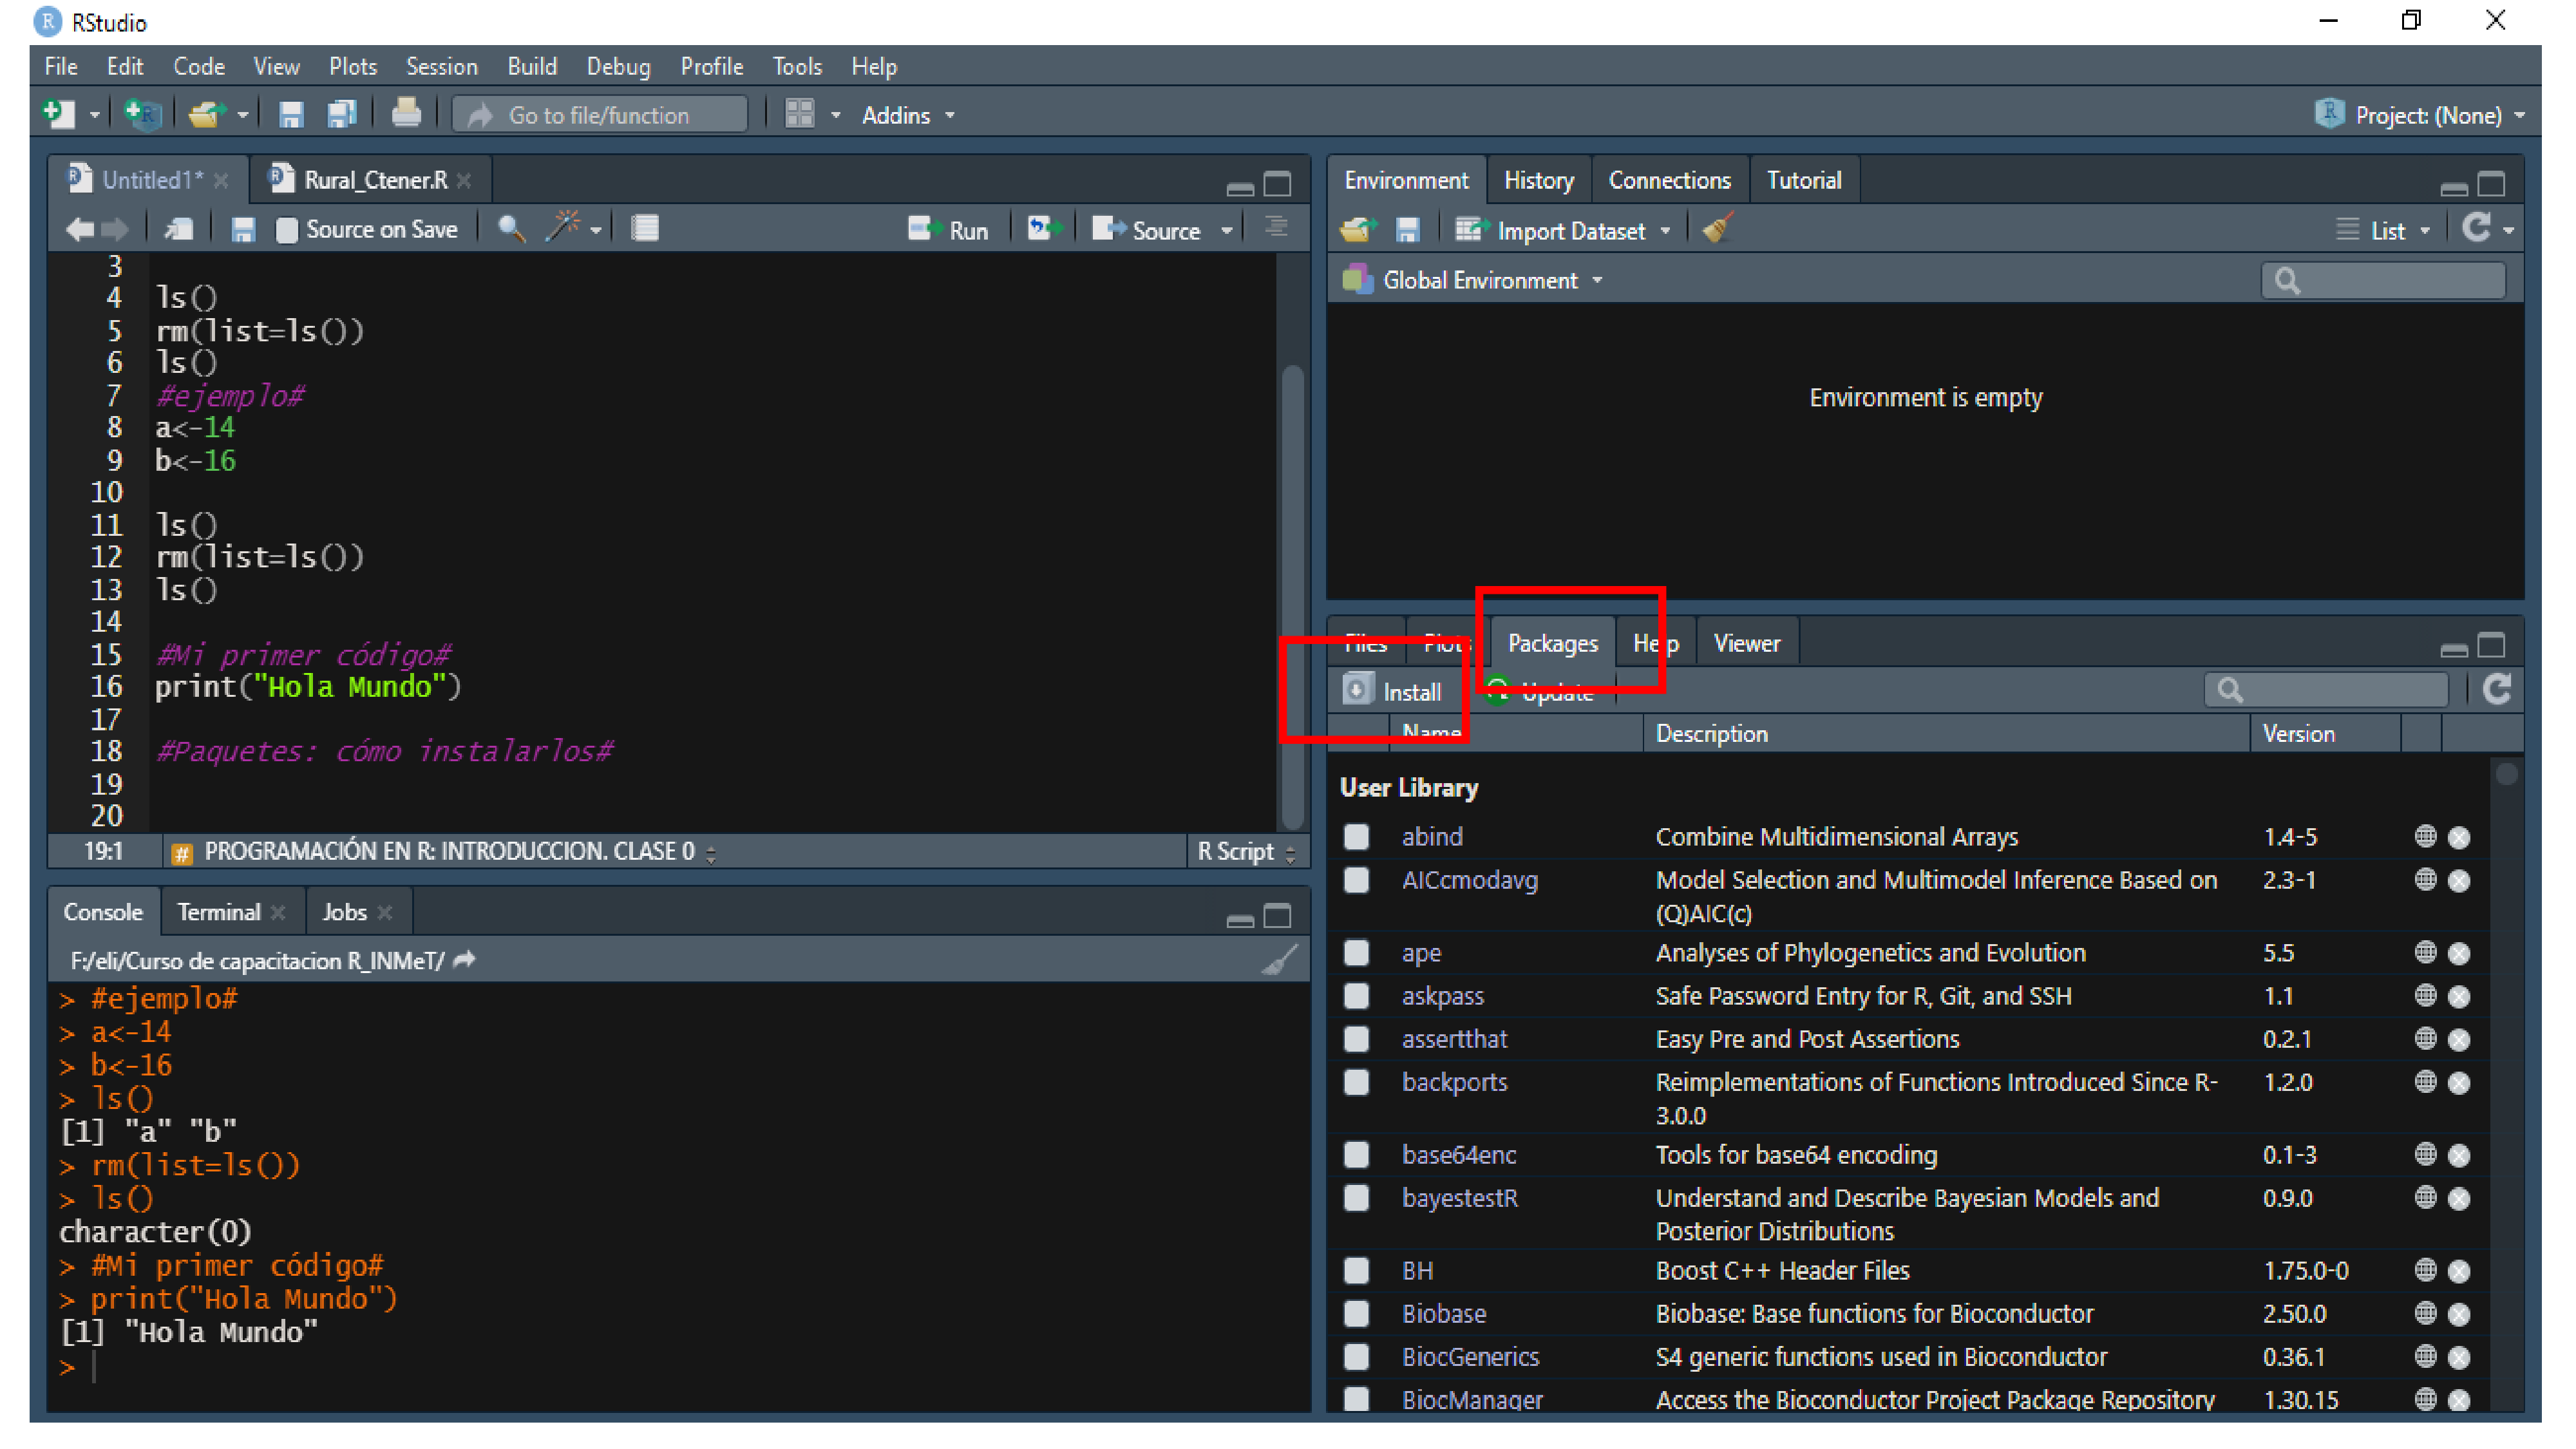 RStudio
File Edit Code View Plots Session Build Debug Profile Tools Help
Go to file/function Addins Project: (None)
Untitled1* Rural_Ctener.R
Source on Save Run Source
3
4 ls()
5 rm(list=ls())
6 ls()
7 #ejemplo#
8 a<-14
9 b<-16
10
11 ls()
12 rm(list=ls())
13 ls()
14
15 #Mi primer código#
16 print("Hola Mundo")
17
18 #Paquetes: cómo instalarlos#
19
20
19:1 # PROGRAMACIÓN EN R: INTRODUCCION. CLASE 0 R Script
Console Terminal Jobs
F:/eli/Curso de capacitacion R_INMeT/
> #ejemplo#
> a<-14
> b<-16
> ls()
[1] "a" "b"
> rm(list=ls())
> ls()
character(0)
> #Mi primer código#
> print("Hola Mundo")
[1] "Hola Mundo"
>
Environment History Connections Tutorial
Import Dataset List
Global Environment
Environment is empty
Files Plots Packages Help Viewer
Install Update
Name Description Version
User Library
abind Combine Multidimensional Arrays 1.4-5
AICcmodavg Model Selection and Multimodel Inference Based on 2.3-1
(Q)AIC(c)
ape Analyses of Phylogenetics and Evolution 5.5
askpass Safe Password Entry for R, Git, and SSH 1.1
assertthat Easy Pre and Post Assertions 0.2.1
backports Reimplementations of Functions Introduced Since R- 1.2.0
3.0.0
base64enc Tools for base64 encoding 0.1-3
bayestestR Understand and Describe Bayesian Models and 0.9.0
Posterior Distributions
BH Boost C++ Header Files 1.75.0-0
Biobase Biobase: Base functions for Bioconductor 2.50.0
BiocGenerics S4 generic functions used in Bioconductor 0.36.1
BiocManager Access the Bioconductor Project Package Repository 1.30.15